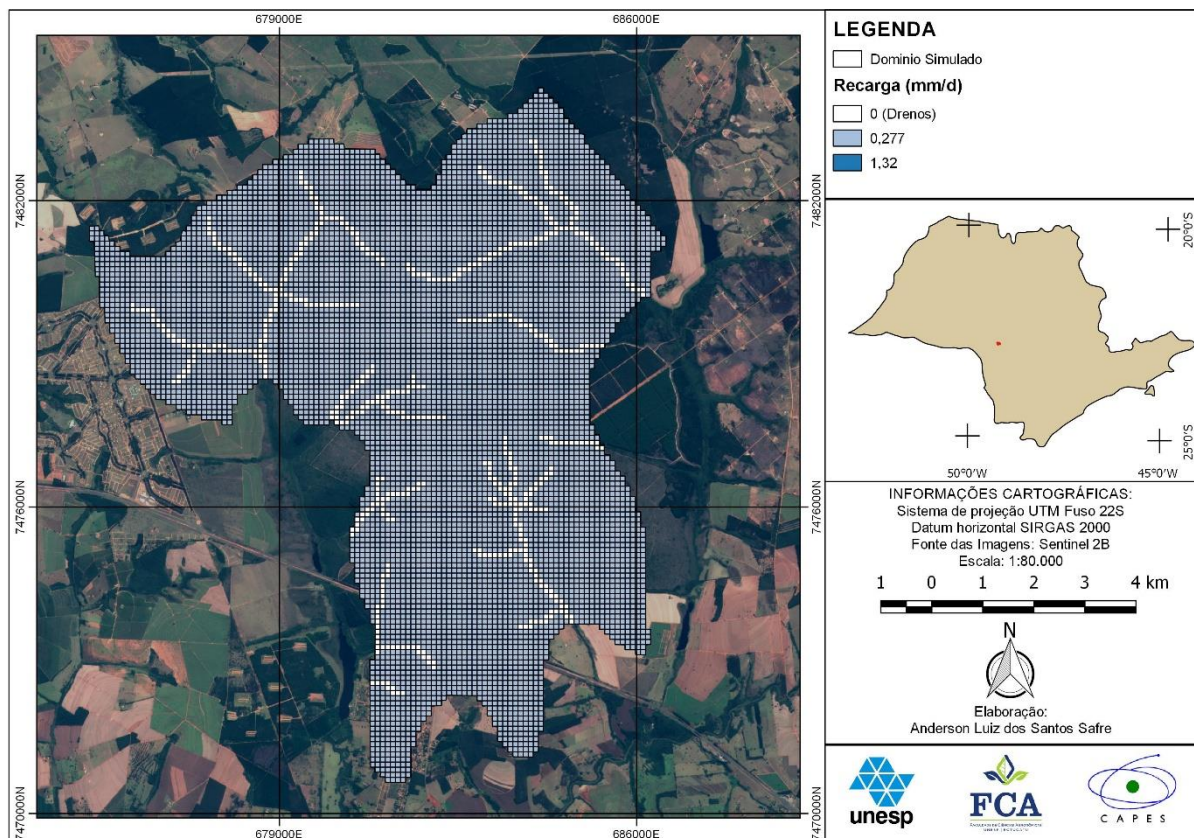 679000E
686000E
7482000N
7482000N
7476000N
7476000N
7470000N
7470000N
679000E
686000E
LEGENDA
Dominio Simulado
Recarga (mm/d)
0 (Drenos)
0,277
1,32
20°0'S
25°0'S
50°0'W
45°0'W
INFORMAÇÕES CARTOGRÁFICAS:
Sistema de projeção UTM Fuso 22S
Datum horizontal SIRGAS 2000
Fonte das Imagens: Sentinel 2B
Escala: 1:80.000
1 0 1 2 3 4 km
N
Elaboração:
Anderson Luiz dos Santos Safre
unesp
FCA
CAPES